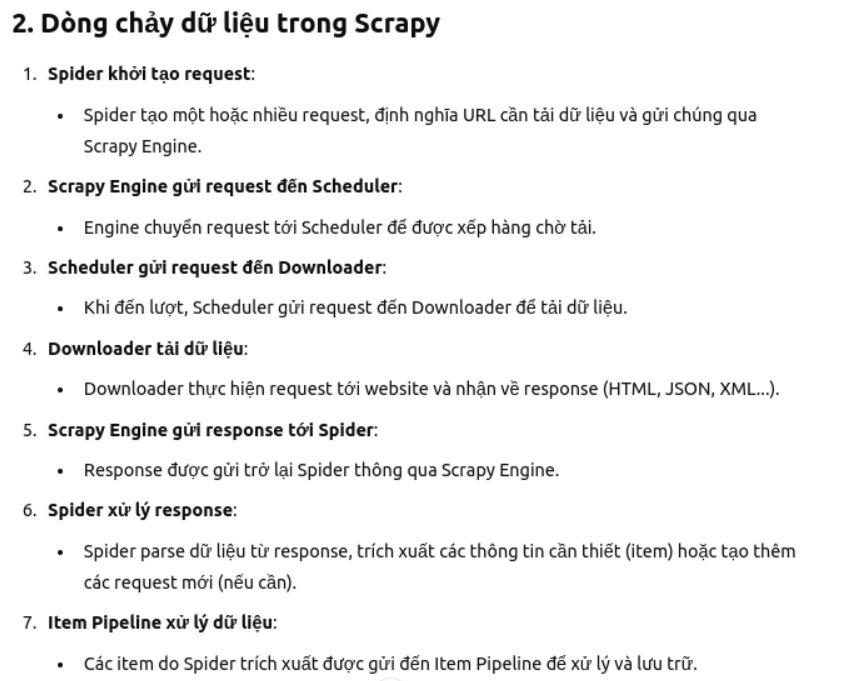 2. Dòng chảy dữ liệu trong Scrapy
1. Spider khởi tạo request:
• Spider tạo một hoặc nhiều request, định nghĩa URL cần tải dữ liệu và gửi chúng qua
Scrapy Engine.
2. Scrapy Engine gửi request đến Scheduler:
• Engine chuyển request tới Scheduler để được xếp hàng chờ tải.
3. Scheduler gửi request đến Downloader:
• Khi đến lượt, Scheduler gửi request đến Downloader để tải dữ liệu.
4. Downloader tải dữ liệu:
• Downloader thực hiện request tới website và nhận về response (HTML, JSON, XML...).
5. Scrapy Engine gửi response tới Spider:
• Response được gửi trở lại Spider thông qua Scrapy Engine.
6. Spider xử lý response:
• Spider parse dữ liệu từ response, trích xuất các thông tin cần thiết (item) hoặc tạo thêm
các request mới (nếu cần).
7. Item Pipeline xử lý dữ liệu:
• Các item do Spider trích xuất được gửi đến Item Pipeline để xử lý và lưu trữ.